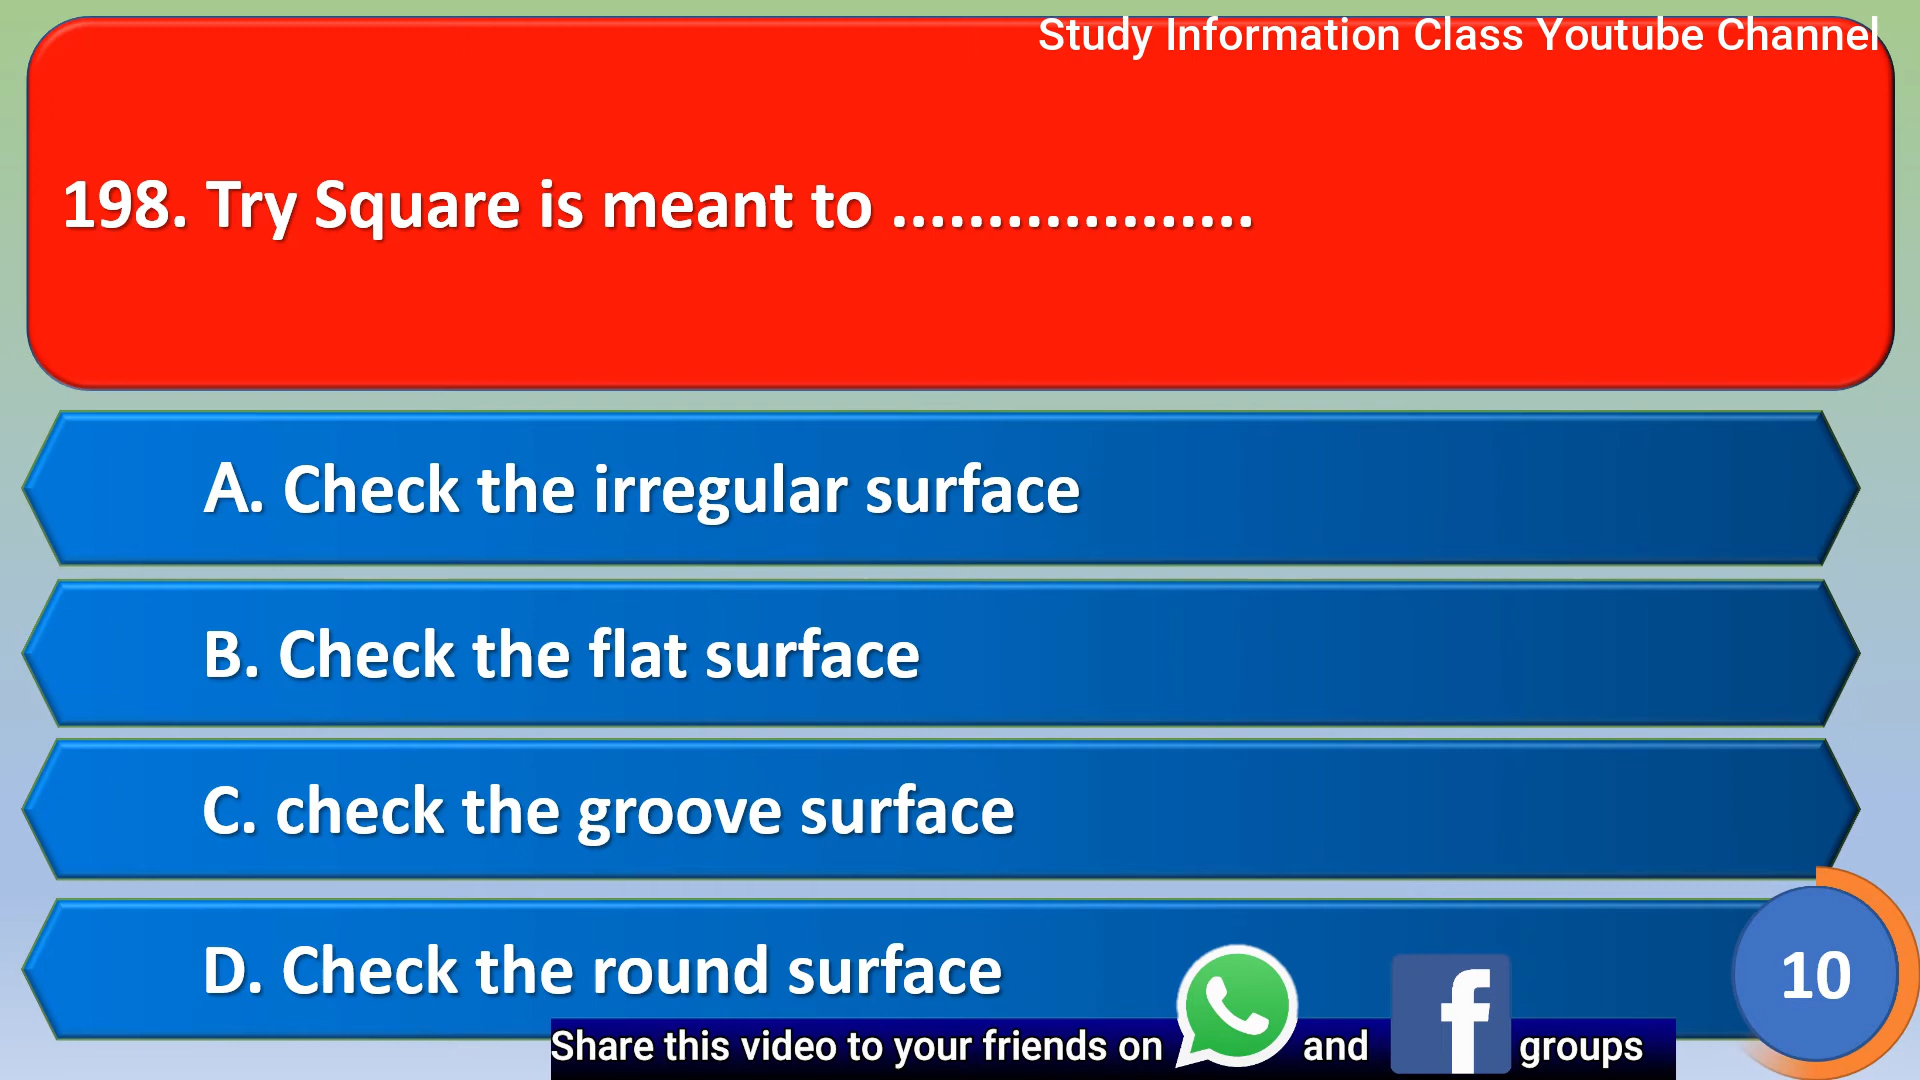 Study Information Class Youtube Channel
198. Try Square is meant to ...................
A. Check the irregular surface
B. Check the flat surface
C. check the groove surface
D. Check the round surface
10
Share this video to your friends on and groups